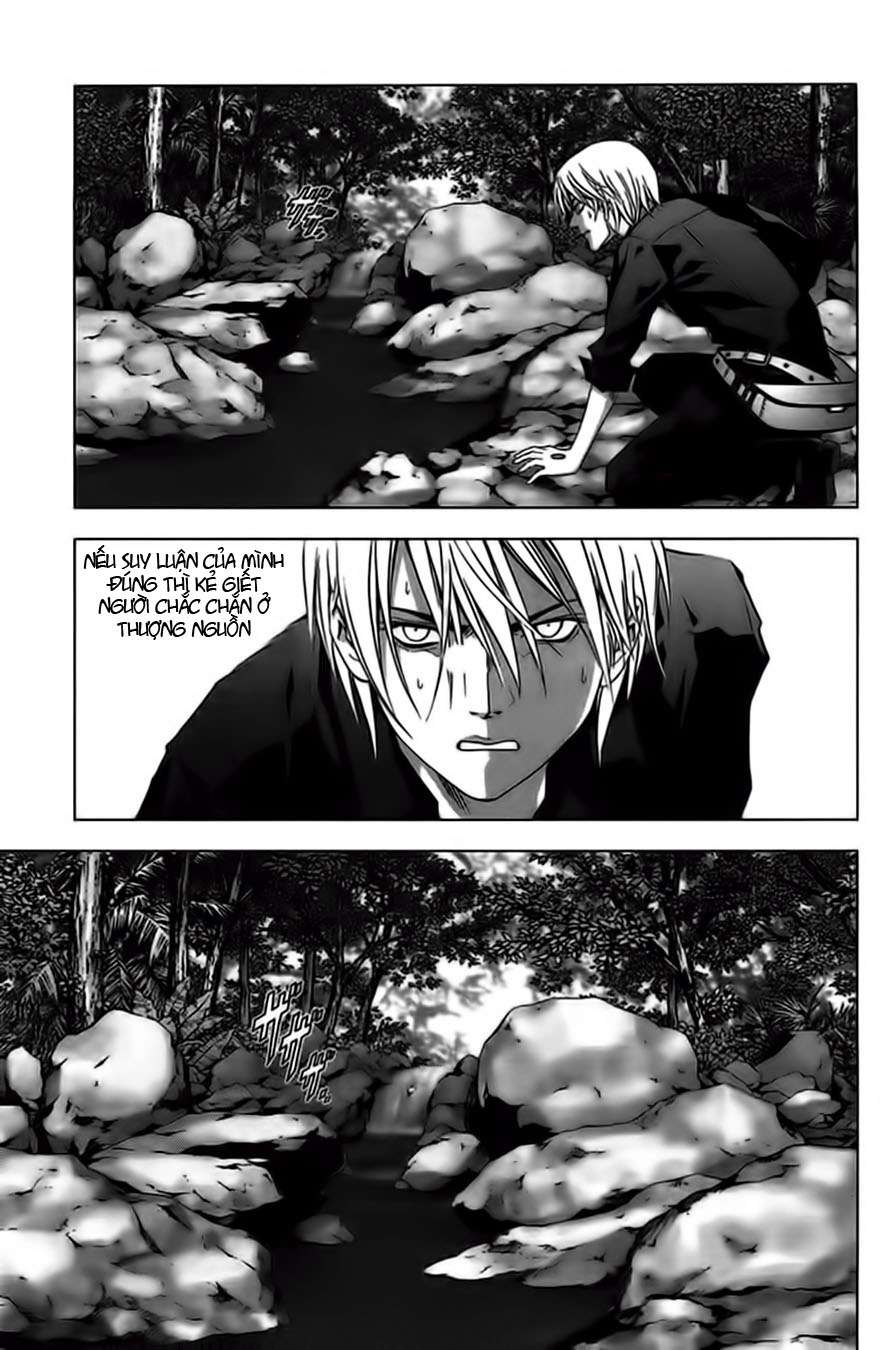 NẾU SUY LUẬN CỦA MÌNH
ĐÚNG THÌ KẺ GIẾT
NGƯỜI CHẮC CHẮN Ở
THƯỢNG NGUỒN